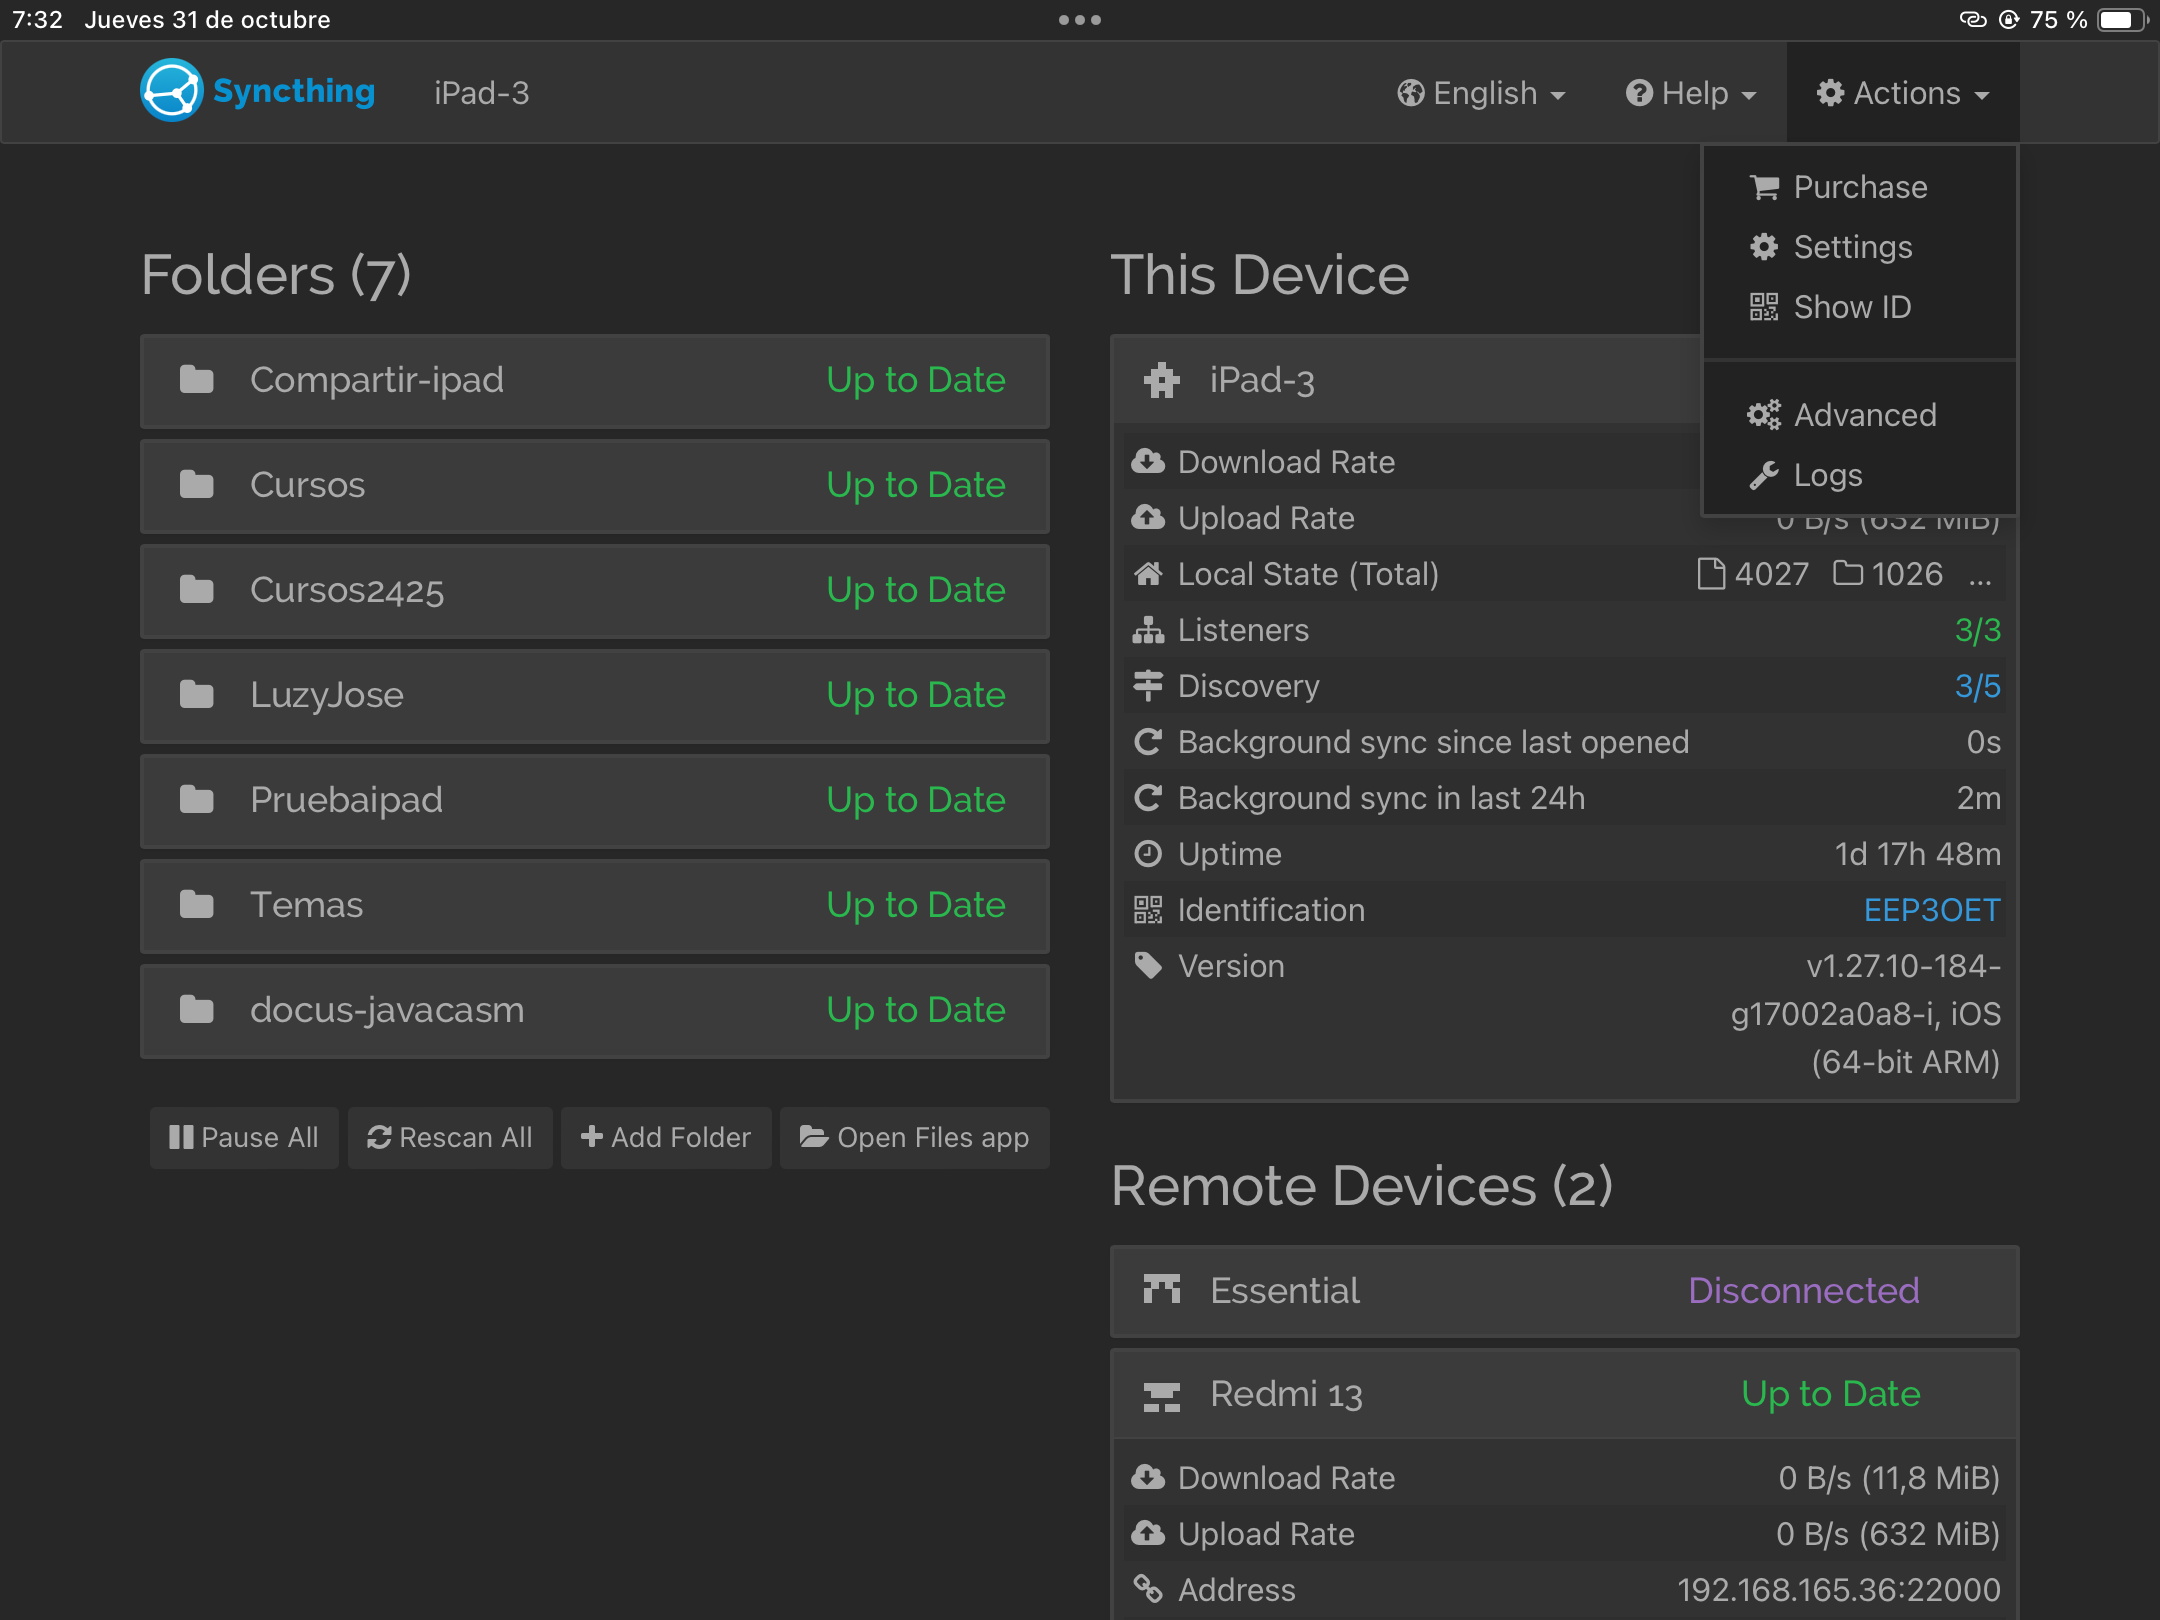 7:32 Jueves 31 de octubre
75 %
Syncthing iPad-3 English Help Actions
Purchase
Settings
Show ID
Advanced
Logs
Folders (7)
Compartir-ipad Up to Date
Cursos Up to Date
Cursos2425 Up to Date
LuzyJose Up to Date
Pruebaipad Up to Date
Temas Up to Date
docus-javacasm Up to Date
Pause All Rescan All Add Folder Open Files app
This Device
iPad-3
Download Rate
Upload Rate 0 B/s (632 MiB)
Local State (Total) 4027 1026 ...
Listeners 3/3
Discovery 3/5
Background sync since last opened 0s
Background sync in last 24h 2m
Uptime 1d 17h 48m
Identification EEP3OET
Version v1.27.10-184-
g17002a0a8-i, iOS
(64-bit ARM)
Remote Devices (2)
Essential Disconnected
Redmi 13 Up to Date
Download Rate 0 B/s (11,8 MiB)
Upload Rate 0 B/s (632 MiB)
Address 192.168.165.36:22000